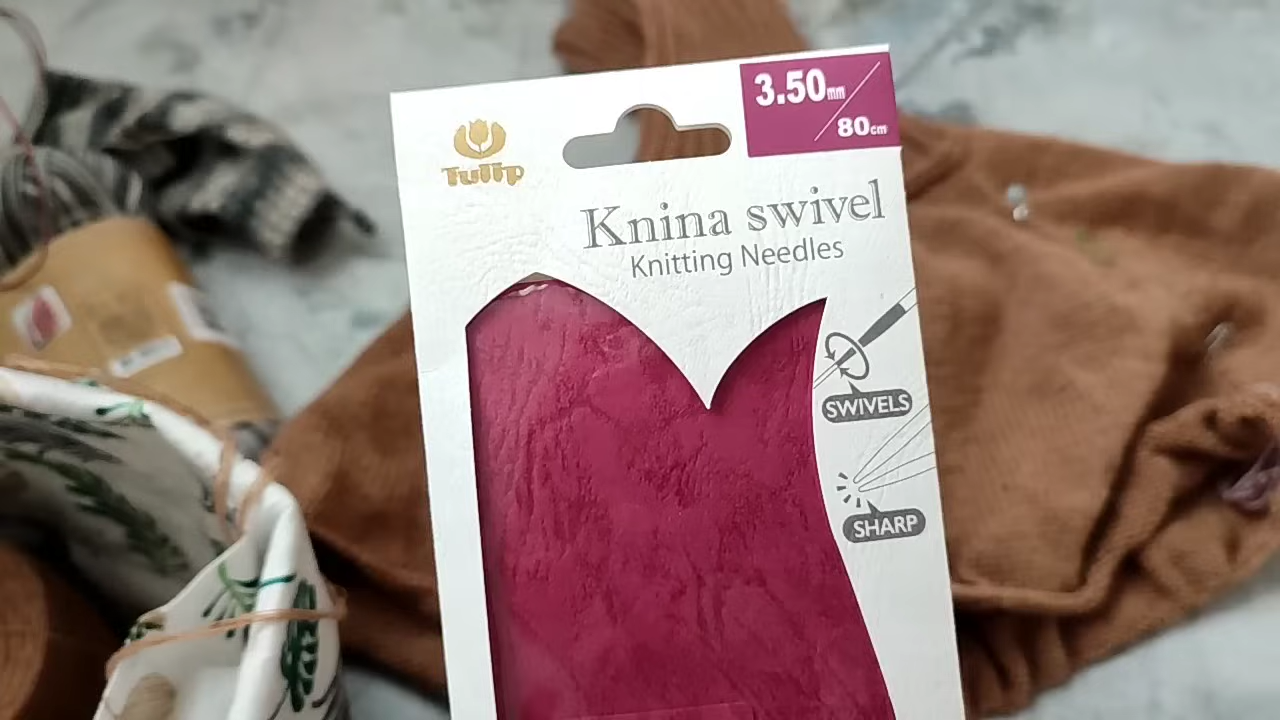 3.50mm
80cm
Tulip
Knina swivel
Knitting Needles
SWIVELS
SHARP